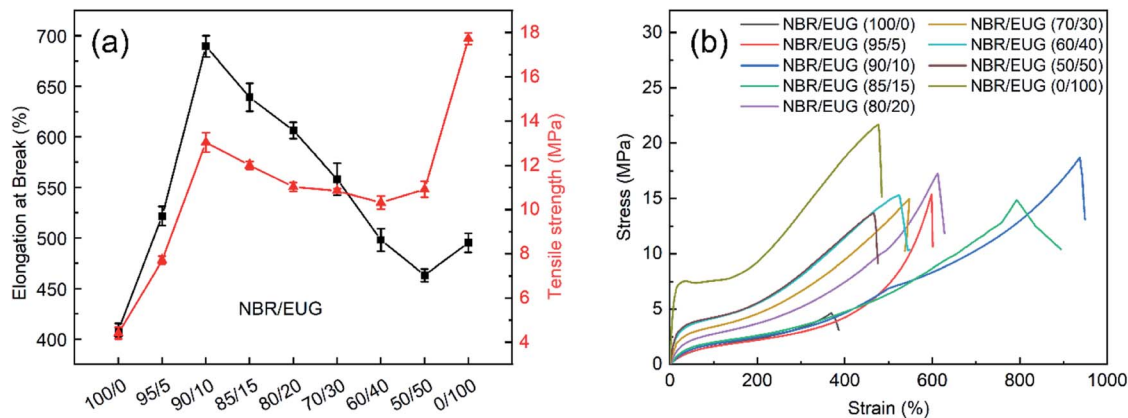 (a)
Elongation at Break (%)
700
650
600
550
500
450
400
18
16
14
12
10
8
6
4
Tensile strength (MPa)
NBR/EUG
100/0
95/5
90/10
85/15
80/20
70/30
60/40
50/50
0/100
(b)
Stress (MPa)
30
25
20
15
10
5
0
NBR/EUG (100/0)
NBR/EUG (95/5)
NBR/EUG (90/10)
NBR/EUG (85/15)
NBR/EUG (80/20)
NBR/EUG (70/30)
NBR/EUG (60/40)
NBR/EUG (50/50)
NBR/EUG (0/100)
0
200
400
600
800
1000
Strain (%)